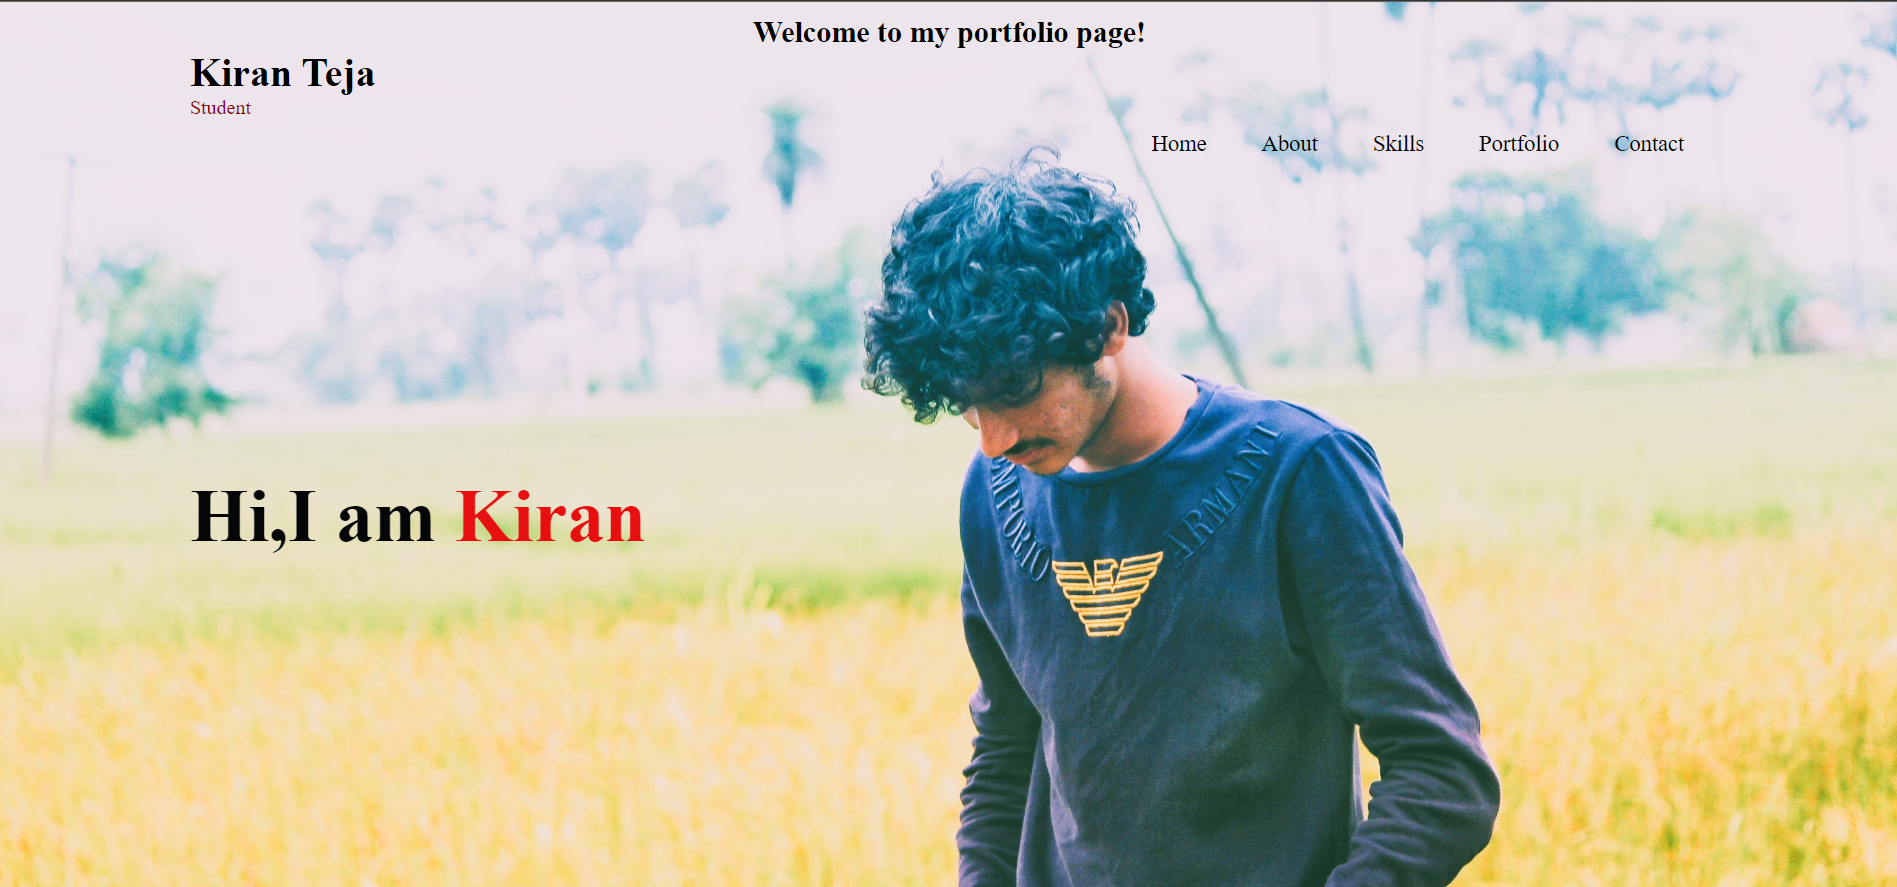 Welcome to my portfolio page!
Kiran Teja
Student
Home About Skills Portfolio Contact
Hi,I am Kiran
EMPORIO ARMANI